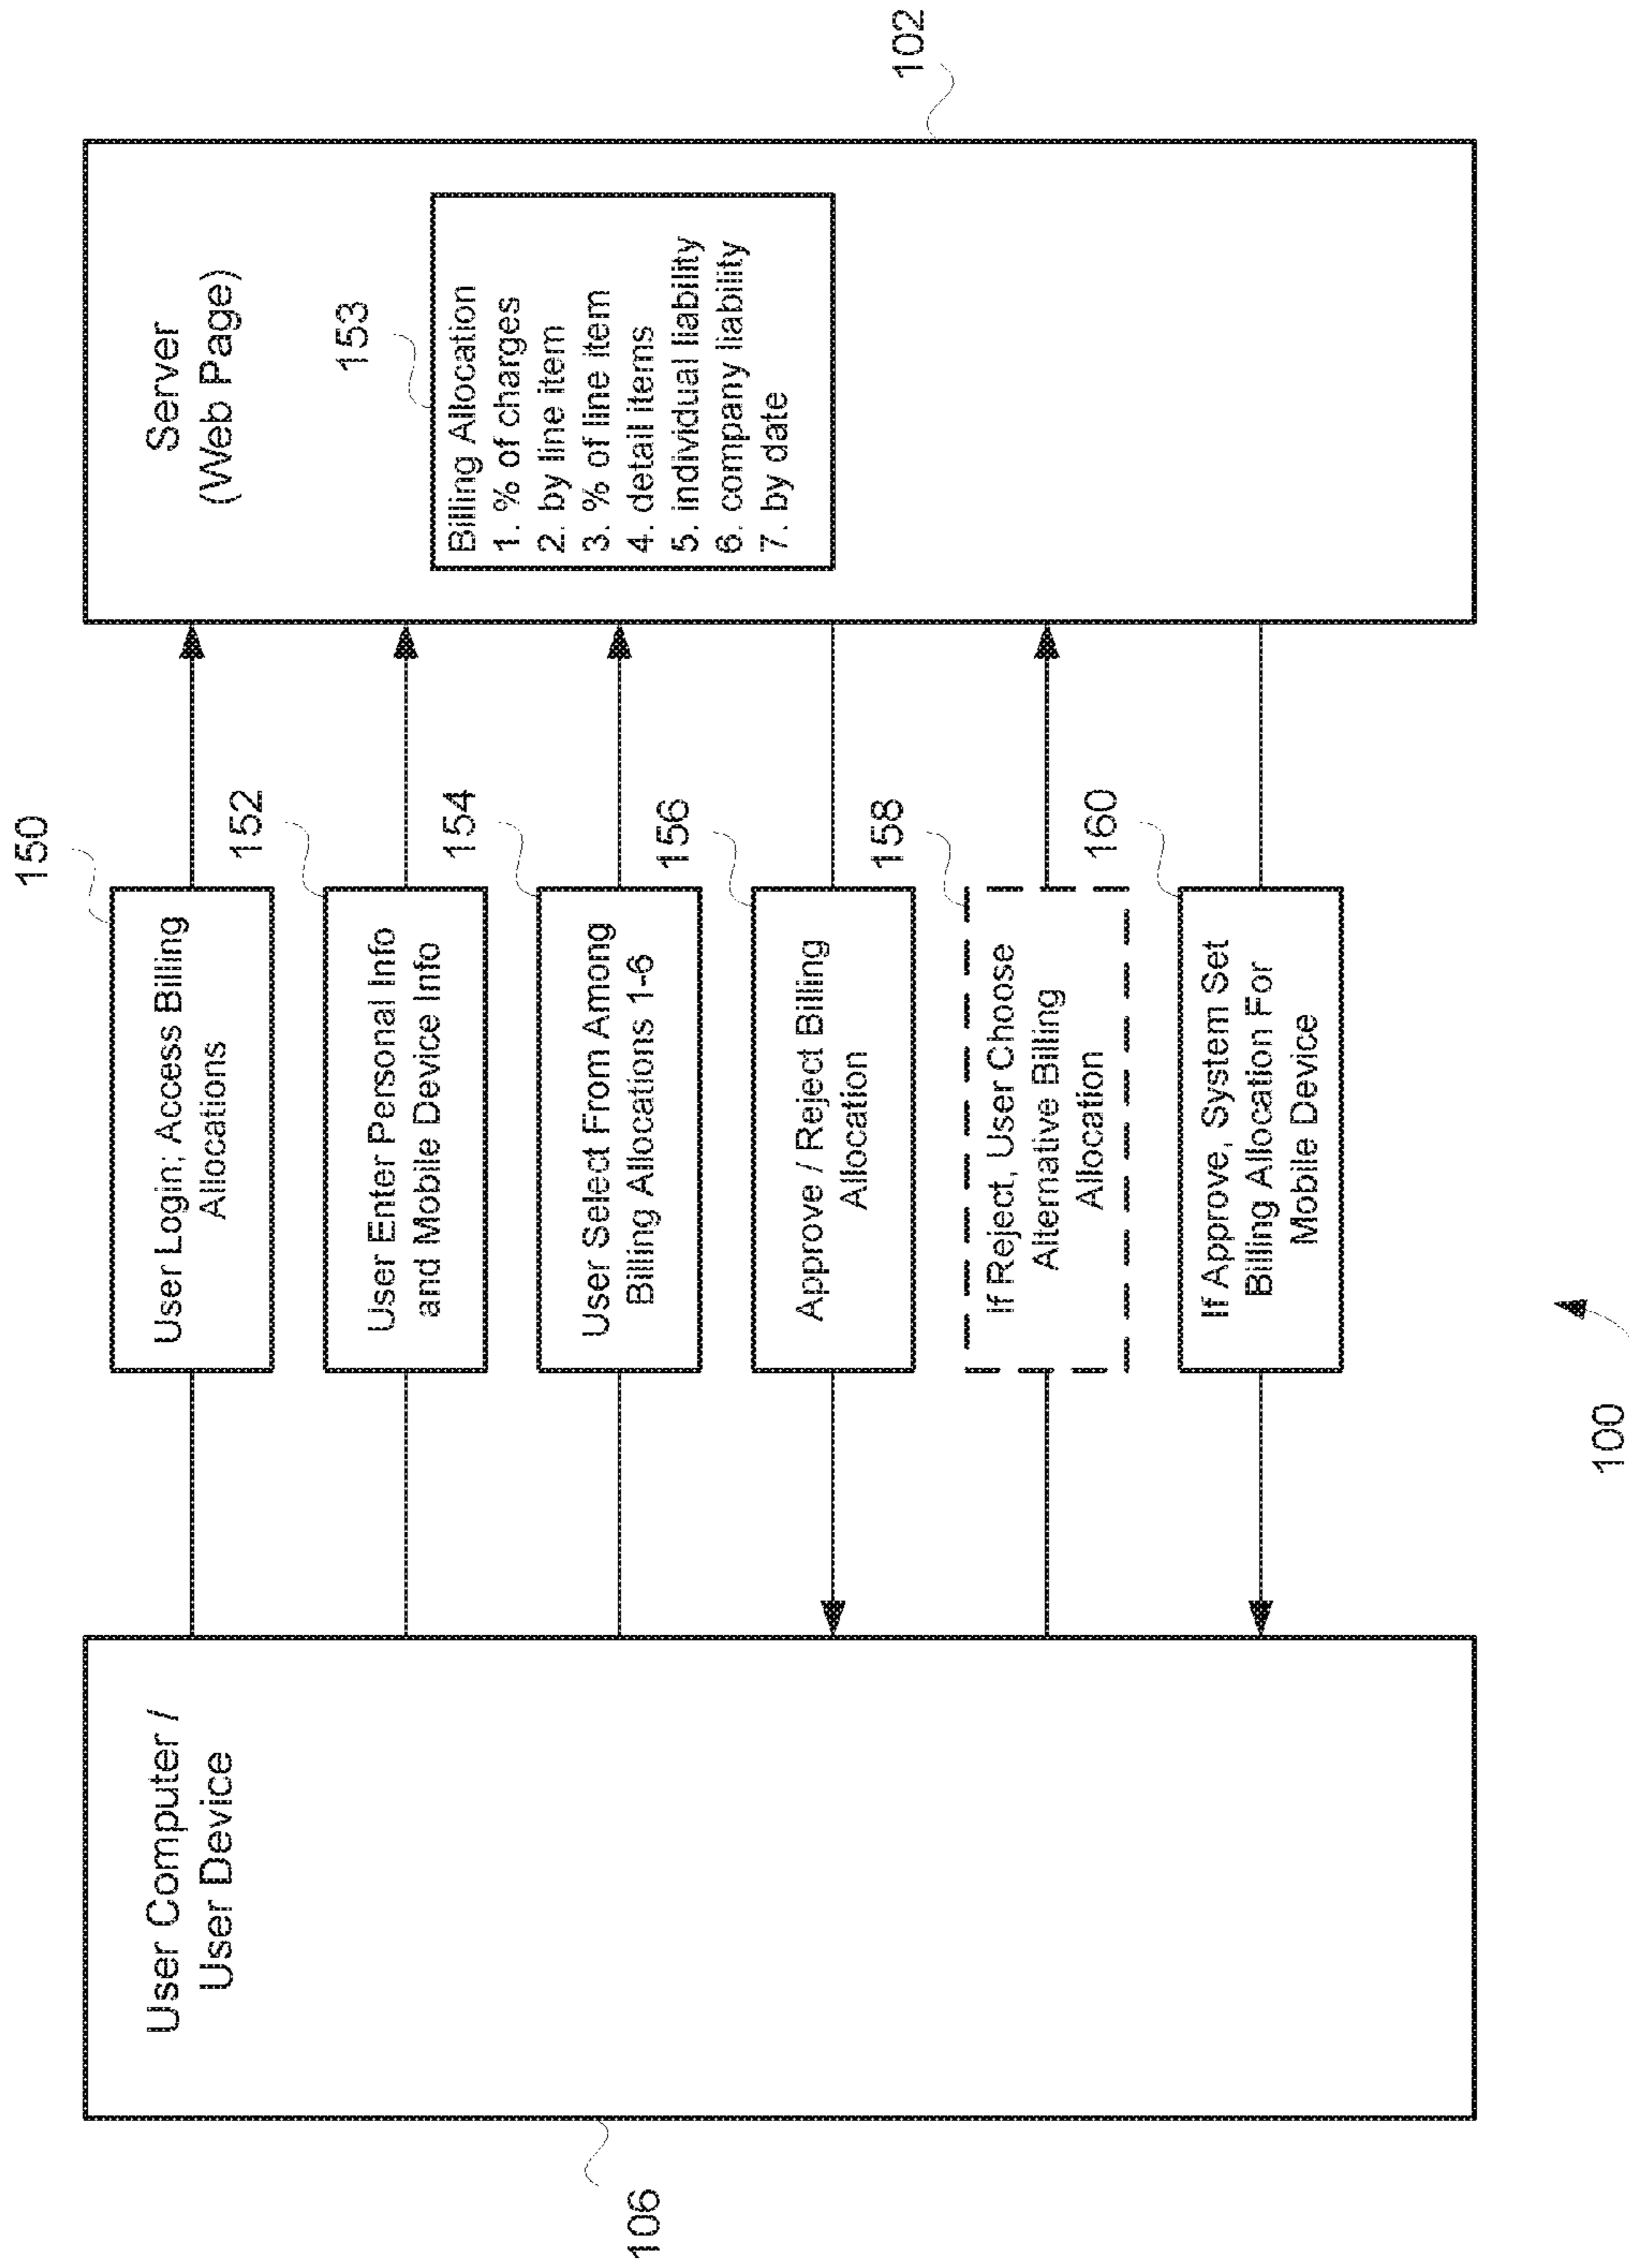 User Computer /
User Device
106
150
User Login; Access Billing
Allocations
152
User Enter Personal Info
and Mobile Device Info
154
User Select From Among
Billing Allocations 1-6
156
Approve / Reject Billing
Allocation
158
If Reject, User Choose
Alternative Billing
Allocation
160
If Approve, System Set
Billing Allocation For
Mobile Device
Server
(Web Page)
153
Billing Allocation
1. % of charges
2. by line item
3. % of line item
4. detail items
5. individual liability
6. company liability
7. by date
102
100